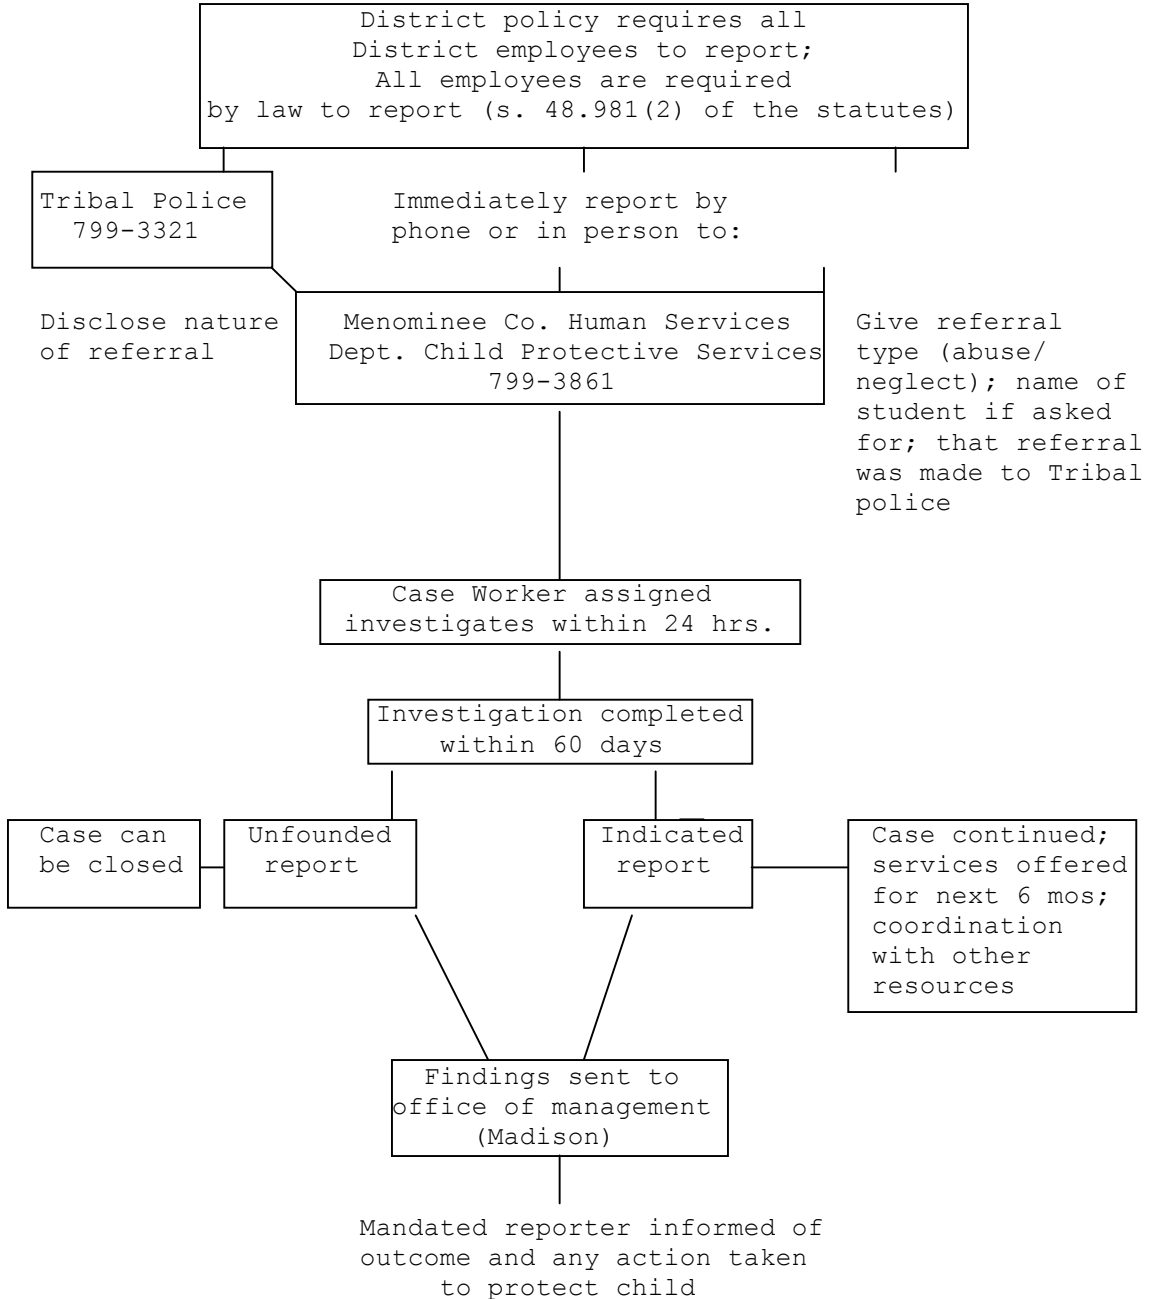 District policy requires all
District employees to report;
All employees are required
by law to report (s. 48.981(2) of the statutes)
Tribal Police
799-3321
Immediately report by
phone or in person to:
Disclose nature
of referral
Menominee Co. Human Services
Dept. Child Protective Services
799-3861
Give referral
type (abuse/
neglect); name of
student if asked
for; that referral
was made to Tribal
police
Case Worker assigned
investigates within 24 hrs.
Investigation completed
within 60 days
Case can
be closed
Unfounded
report
Indicated
report
Case continued;
services offered
for next 6 mos;
coordination
with other
resources
Findings sent to
office of management
(Madison)
Mandated reporter informed of
outcome and any action taken
to protect child